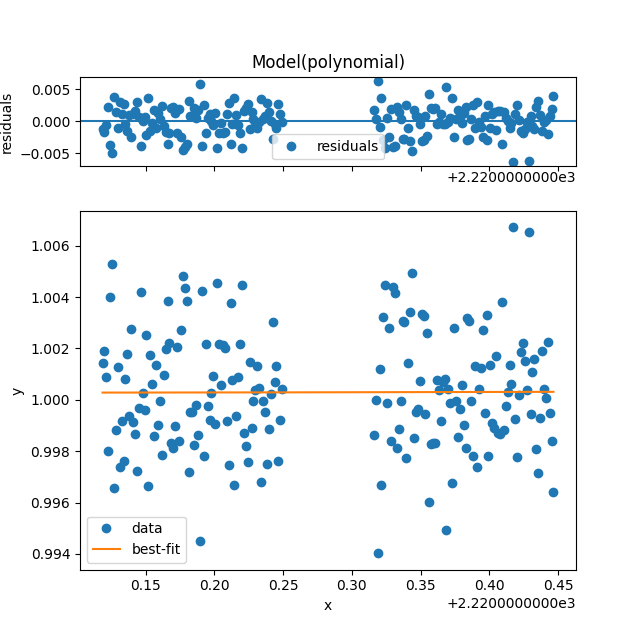 Model(polynomial)
residuals
0.005
0.000
−0.005
residuals
+2.2200000000e3
y
1.006
1.004
1.002
1.000
0.998
0.996
0.994
data
best-fit
0.15 0.20 0.25 0.30 0.35 0.40 0.45
x
+2.2200000000e3